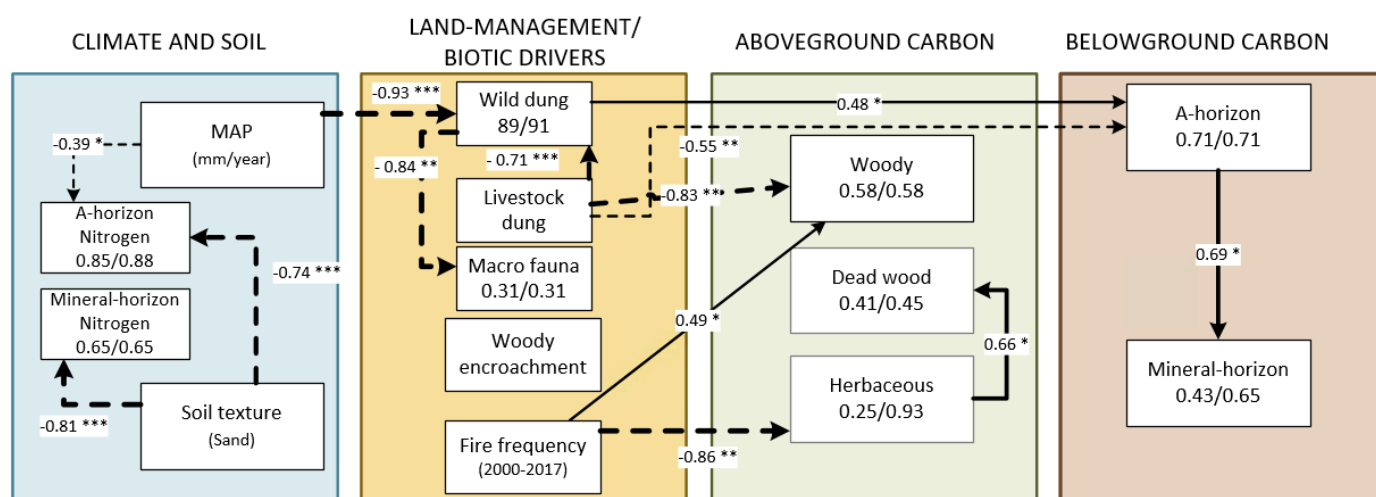 CLIMATE AND SOIL
LAND-MANAGEMENT/
BIOTIC DRIVERS
ABOVEGROUND CARBON
BELOWGROUND CARBON
MAP
(mm/year)
-0.39 *
A-horizon
Nitrogen
0.85/0.88
Mineral-horizon
Nitrogen
0.65/0.65
-0.74 ***
Soil texture
(Sand)
-0.81 ***
-0.93 ***
Wild dung
89/91
- 0.84 **
- 0.71 ***
Livestock
dung
Macro fauna
0.31/0.31
Woody
encroachment
Fire frequency
(2000-2017)
0.48 *
-0.55 **
-0.83 **
0.49 *
-0.86 **
Woody
0.58/0.58
Dead wood
0.41/0.45
0.66 *
Herbaceous
0.25/0.93
A-horizon
0.71/0.71
0.69 *
Mineral-horizon
0.43/0.65